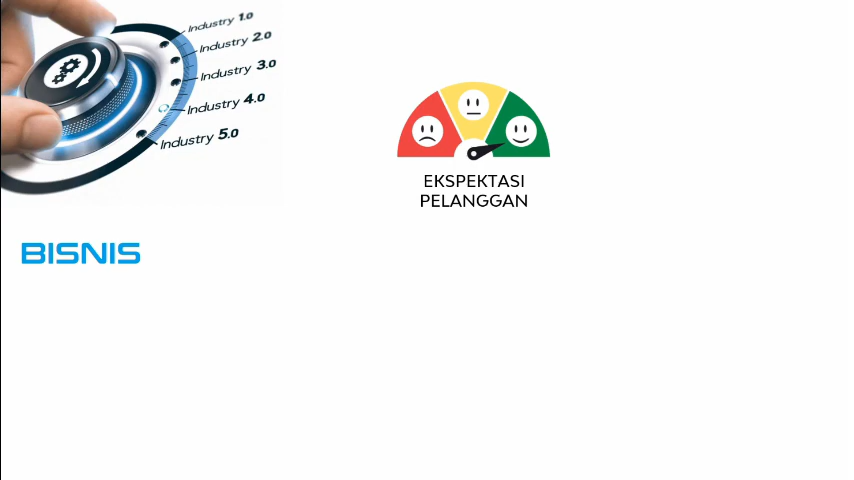 Industry 1.0
Industry 2.0
Industry 3.0
Industry 4.0
Industry 5.0
EKSPEKTASI
PELANGGAN
BISNIS